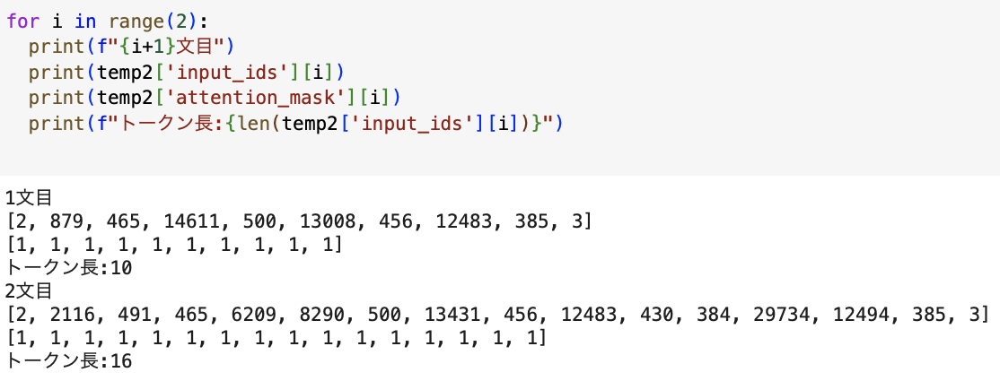 for i in range(2):
  print(f"{i+1}文目")
  print(temp2['input_ids'][i])
  print(temp2['attention_mask'][i])
  print(f"トークン長:{len(temp2['input_ids'][i])}")
1文目
[2, 879, 465, 14611, 500, 13008, 456, 12483, 385, 3]
[1, 1, 1, 1, 1, 1, 1, 1, 1, 1]
トークン長:10
2文目
[2, 2116, 491, 465, 6209, 8290, 500, 13431, 456, 12483, 430, 384, 29734, 12494, 385, 3]
[1, 1, 1, 1, 1, 1, 1, 1, 1, 1, 1, 1, 1, 1, 1, 1]
トークン長:16